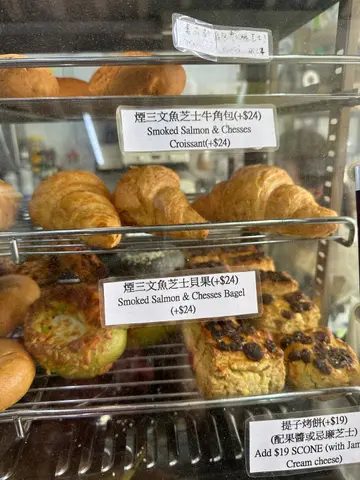 煙三文魚芝士牛角包(+$24)
Smoked Salmon & Chesses
Croissant(+$24)
煙三文魚芝士貝果(+$24)
Smoked Salmon & Chesses Bagel
(+$24)
提子烤餅(+$19)
(配果醬或忌廉芝士)
Add $19 SCONE (with Jam
Cream cheese)